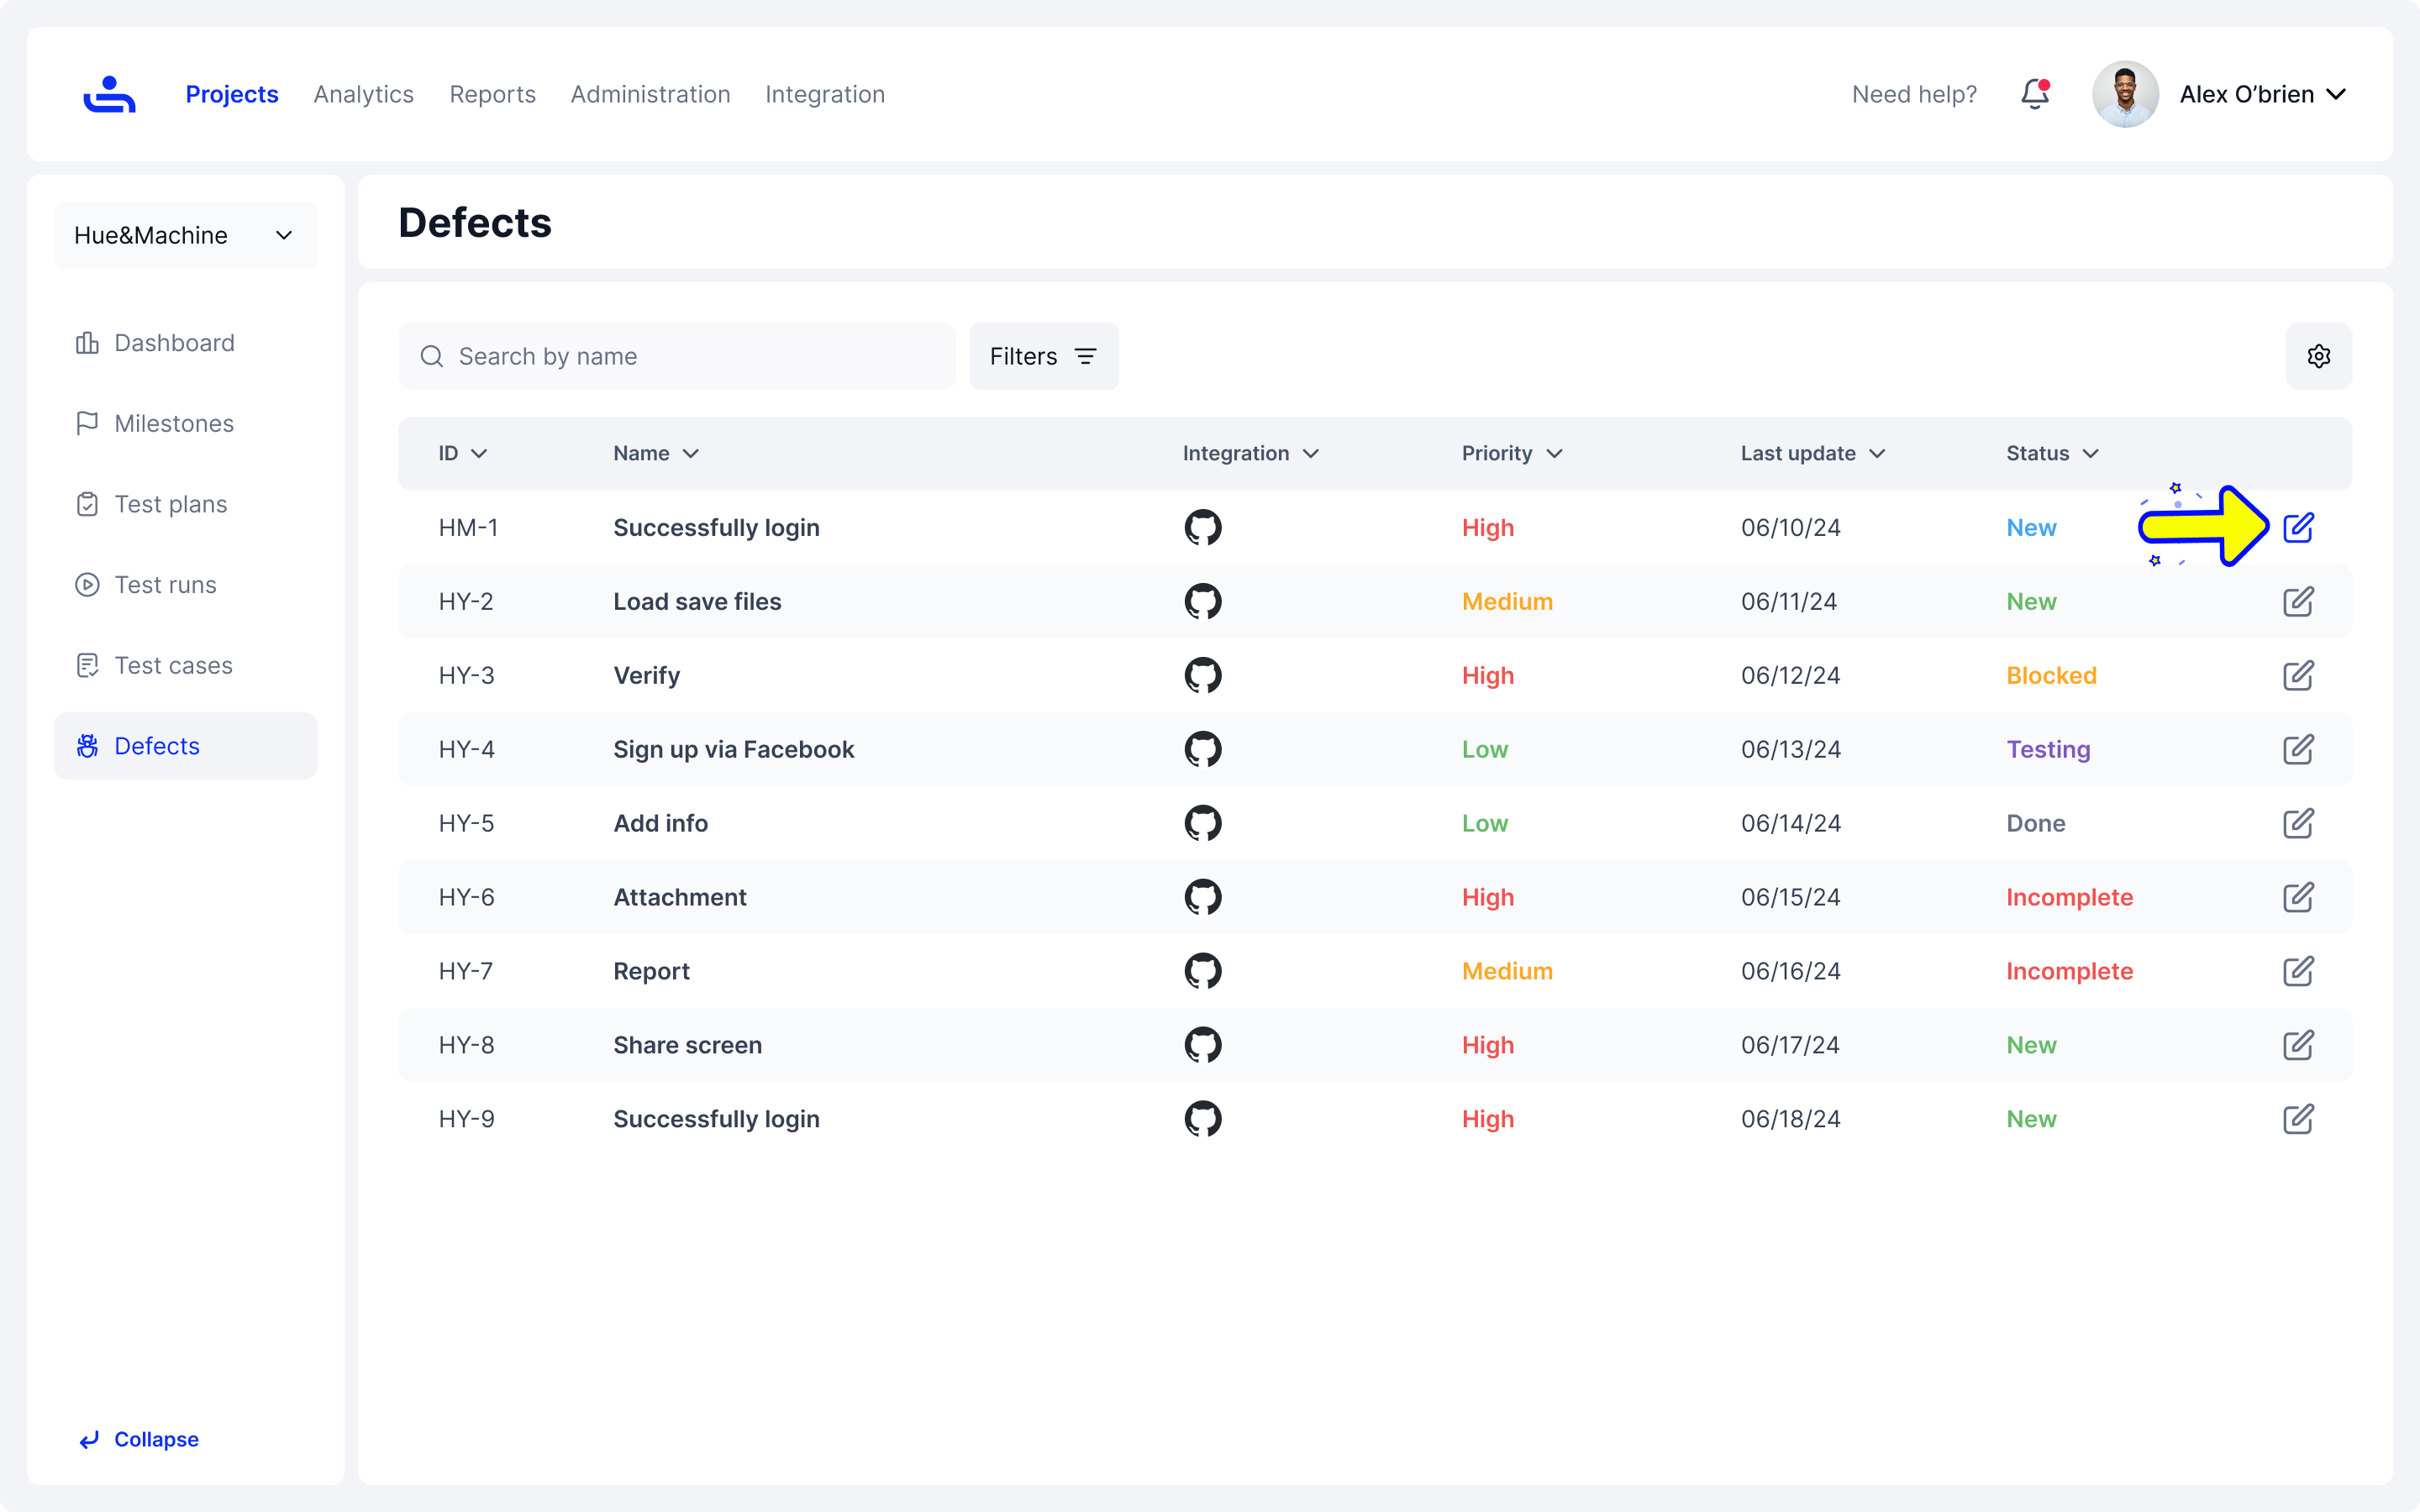 Projects Analytics Reports Administration Integration Need help? Alex O’brien
Hue&Machine
Dashboard
Milestones
Test plans
Test runs
Test cases
Defects
Collapse
Defects
Search by name Filters
ID Name Integration Priority Last update Status
HM-1 Successfully login High 06/10/24 New
HY-2 Load save files Medium 06/11/24 New
HY-3 Verify High 06/12/24 Blocked
HY-4 Sign up via Facebook Low 06/13/24 Testing
HY-5 Add info Low 06/14/24 Done
HY-6 Attachment High 06/15/24 Incomplete
HY-7 Report Medium 06/16/24 Incomplete
HY-8 Share screen High 06/17/24 New
HY-9 Successfully login High 06/18/24 New